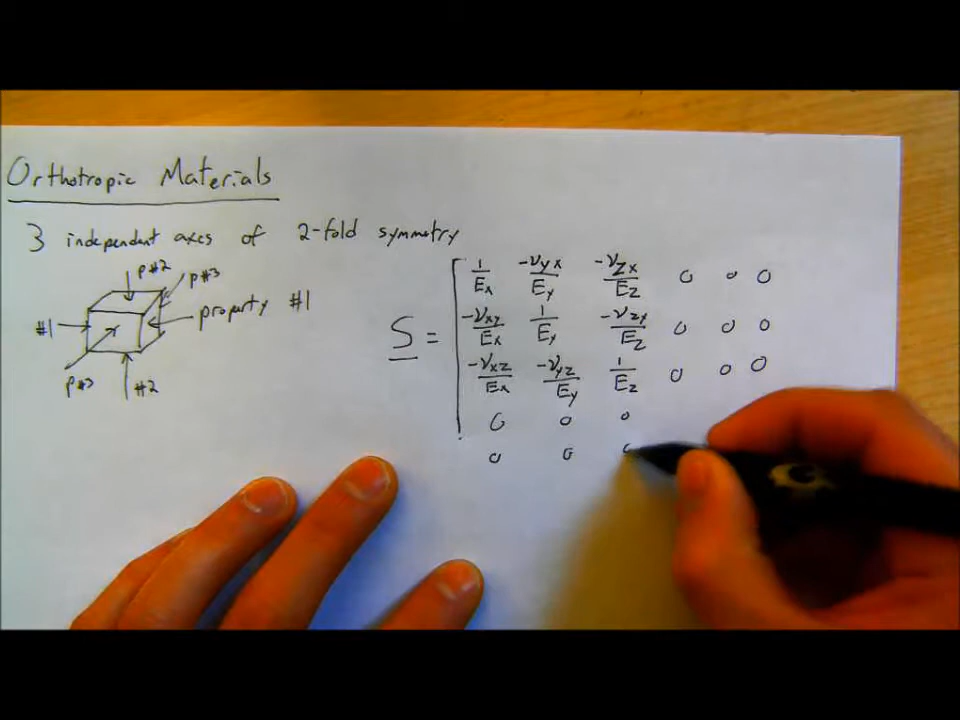 Orthotropic Materials
3 independent axes of 2-fold symmetry
P#2
P#3
property #1
#1
P#3
#2
S = [ 1/Ex -νyx/Ey -νzx/Ez 0 0 0
-νxy/Ex 1/Ey -νzy/Ez 0 0 0
-νxz/Ex -νyz/Ey 1/Ez 0 0 0
0 0 0
0 0 0